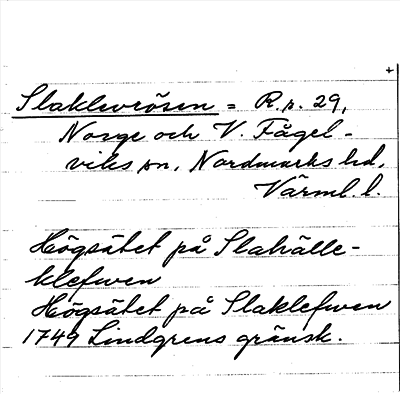 +
Slaklevrösen = R.p. 29,
Norge och V. Fågel-
viks sn, Nordmarks hd,
Värml. l.
Högsätet på Slahälle-
klefwen
Högsätet på Slaklefwen
1749 Lindgrens gränsk.